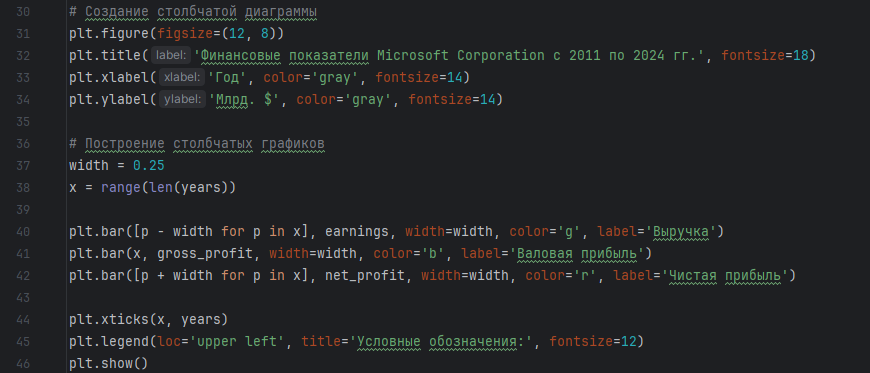 30 # Создание столбчатой диаграммы
31 plt.figure(figsize=(12, 8))
32 plt.title( label: 'Финансовые показатели Microsoft Corporation с 2011 по 2024 гг.', fontsize=18)
33 plt.xlabel( xlabel: 'Год', color='gray', fontsize=14)
34 plt.ylabel( ylabel: 'Млрд. $', color='gray', fontsize=14)
35
36 # Построение столбчатых графиков
37 width = 0.25
38 x = range(len(years))
39
40 plt.bar([p - width for p in x], earnings, width=width, color='g', label='Выручка')
41 plt.bar(x, gross_profit, width=width, color='b', label='Валовая прибыль')
42 plt.bar([p + width for p in x], net_profit, width=width, color='r', label='Чистая прибыль')
43
44 plt.xticks(x, years)
45 plt.legend(loc='upper left', title='Условные обозначения:', fontsize=12)
46 plt.show()